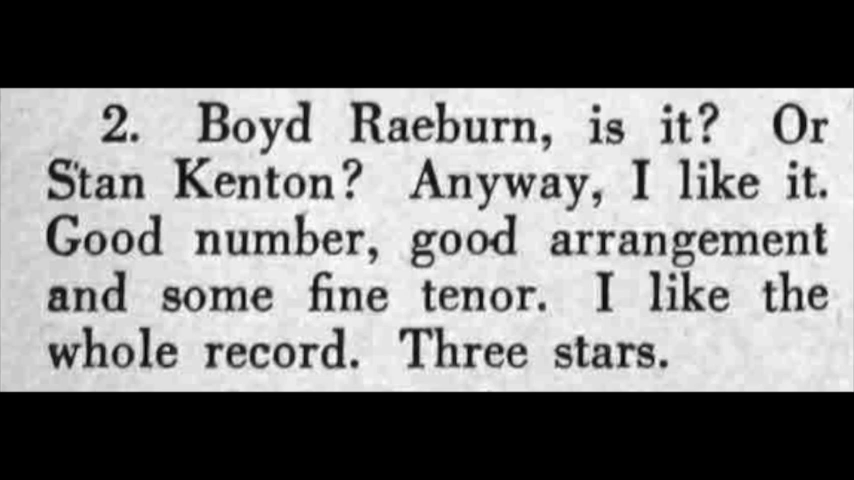 2. Boyd Raeburn, is it? Or
Stan Kenton? Anyway, I like it.
Good number, good arrangement
and some fine tenor. I like the
whole record. Three stars.